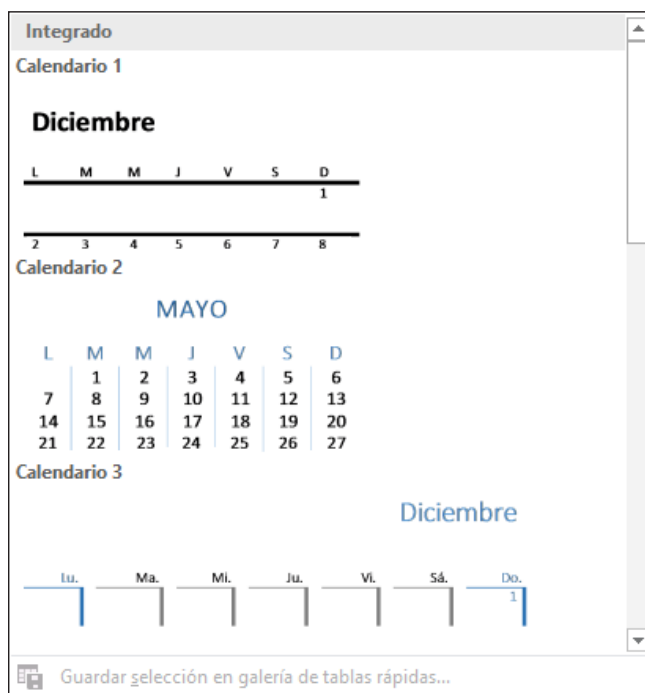 Integrado
Calendario 1
Diciembre
L M M J V S D
1
2 3 4 5 6 7 8
Calendario 2
MAYO
L M M J V S D
1 2 3 4 5 6
7 8 9 10 11 12 13
14 15 16 17 18 19 20
21 22 23 24 25 26 27
Calendario 3
Diciembre
Lu. Ma. Mi. Ju. Vi. Sá. Do.
1
Guardar selección en galería de tablas rápidas...